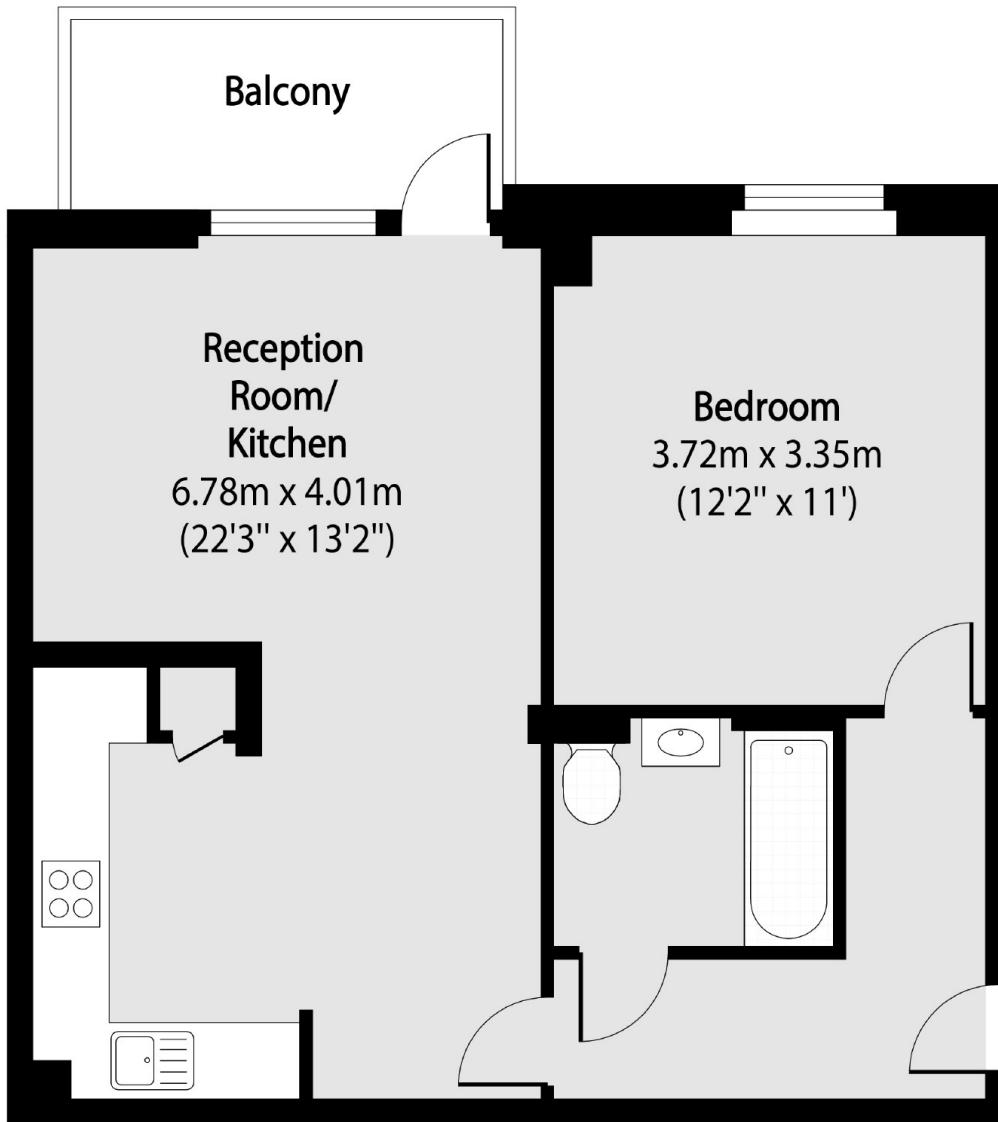 Balcony
Reception
Room/
Kitchen
6.78m x 4.01m
(22'3" x 13'2")
Bedroom
3.72m x 3.35m
(12'2" x 11')